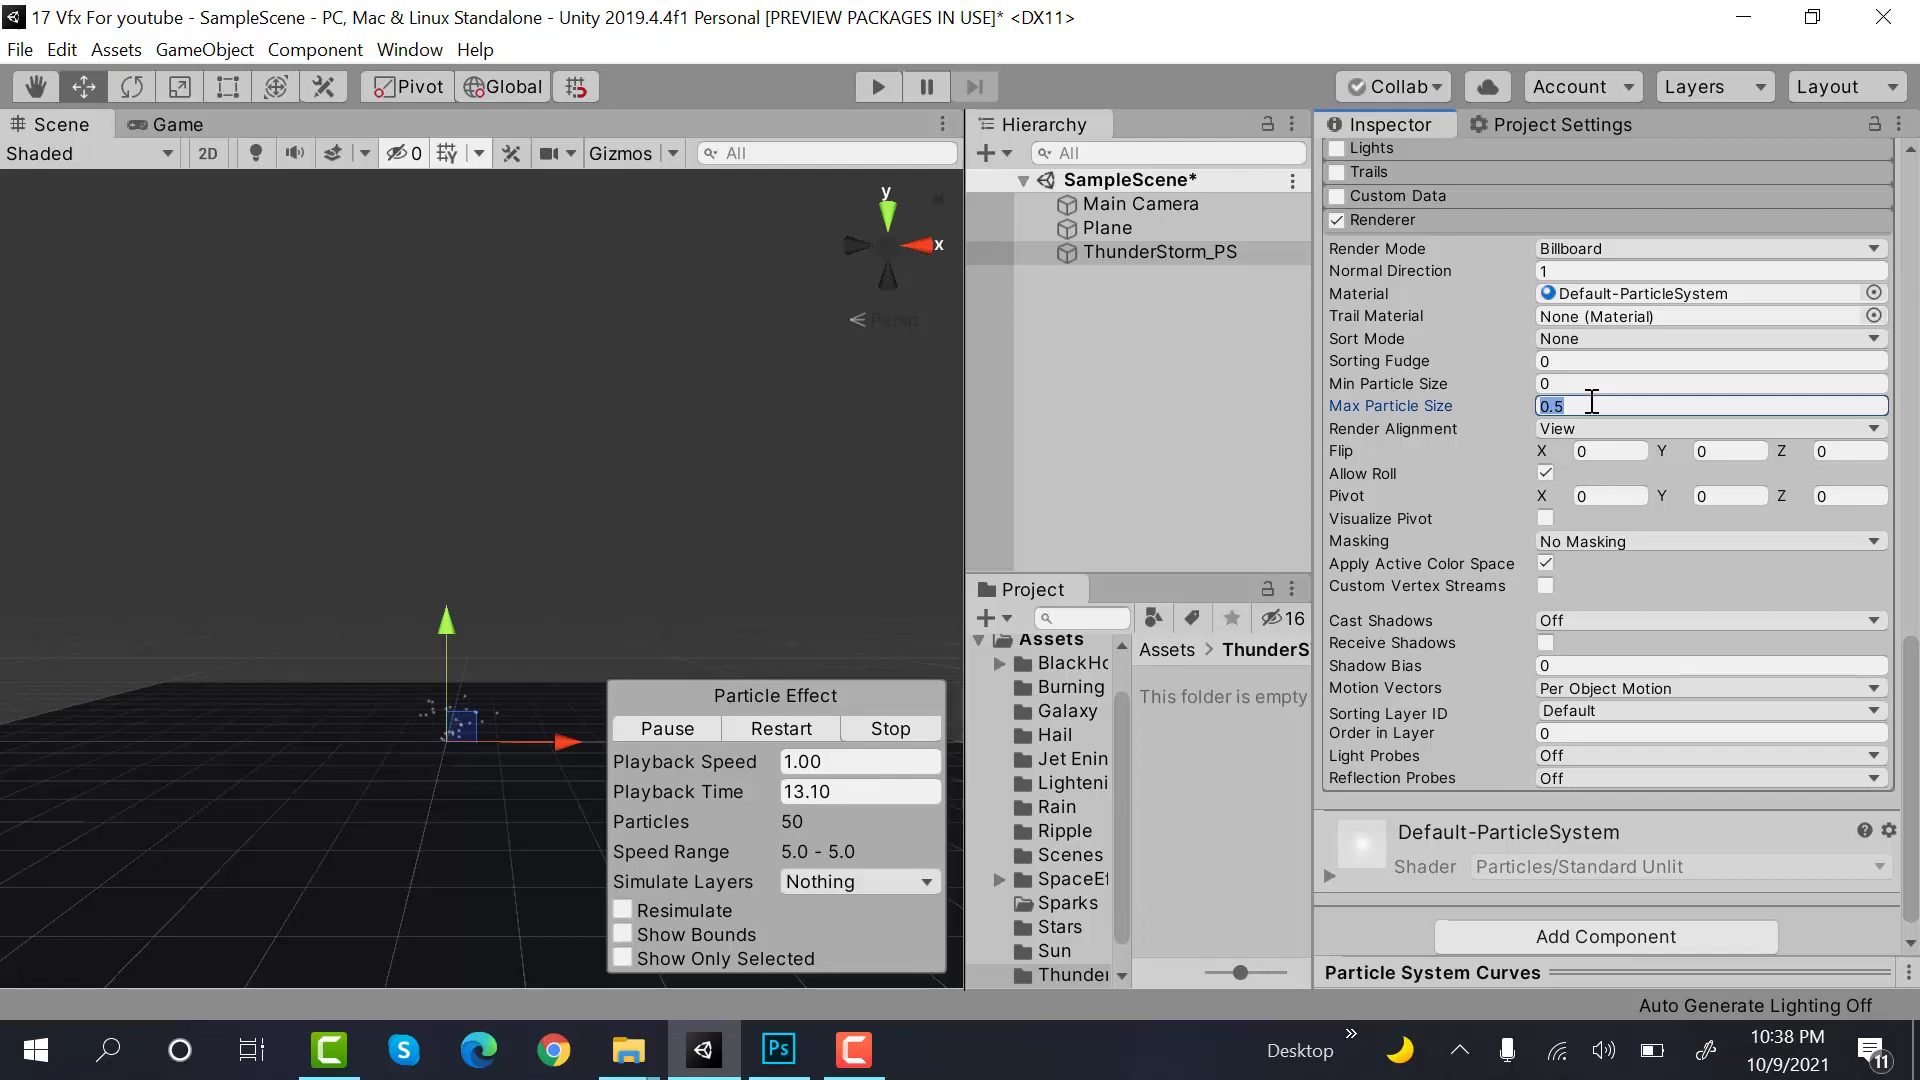 17 Vfx For youtube - SampleScene - PC, Mac & Linux Standalone - Unity 2019.4.4f1 Personal [PREVIEW PACKAGES IN USE]* <DX11>
File Edit Assets GameObject Component Window Help
Pivot Global Collab Account Layers Layout
Scene Game
Shaded 2D 0 Gizmos All
y
x
Persp
Particle Effect
Pause Restart Stop
Playback Speed 1.00
Playback Time 13.10
Particles 50
Speed Range 5.0 - 5.0
Simulate Layers Nothing
Resimulate
Show Bounds
Show Only Selected
Hierarchy
All
SampleScene*
Main Camera
Plane
ThunderStorm_PS
Project
16
Assets
BlackHo
Burning
Galaxy
Hail
Jet Enin
Lighteni
Rain
Ripple
Scenes
SpaceEf
Sparks
Stars
Sun
Thunder
Assets > ThunderS
This folder is empty
Inspector Project Settings
Lights
Trails
Custom Data
Renderer
Render Mode Billboard
Normal Direction 1
Material Default-ParticleSystem
Trail Material None (Material)
Sort Mode None
Sorting Fudge 0
Min Particle Size 0
Max Particle Size 0.5
Render Alignment View
Flip X 0 Y 0 Z 0
Allow Roll
Pivot X 0 Y 0 Z 0
Visualize Pivot
Masking No Masking
Apply Active Color Space
Custom Vertex Streams
Cast Shadows Off
Receive Shadows
Shadow Bias 0
Motion Vectors Per Object Motion
Sorting Layer ID Default
Order in Layer 0
Light Probes Off
Reflection Probes Off
Default-ParticleSystem
Shader Particles/Standard Unlit
Add Component
Particle System Curves
Auto Generate Lighting Off
Ps
Desktop
10:38 PM
10/9/2021
11